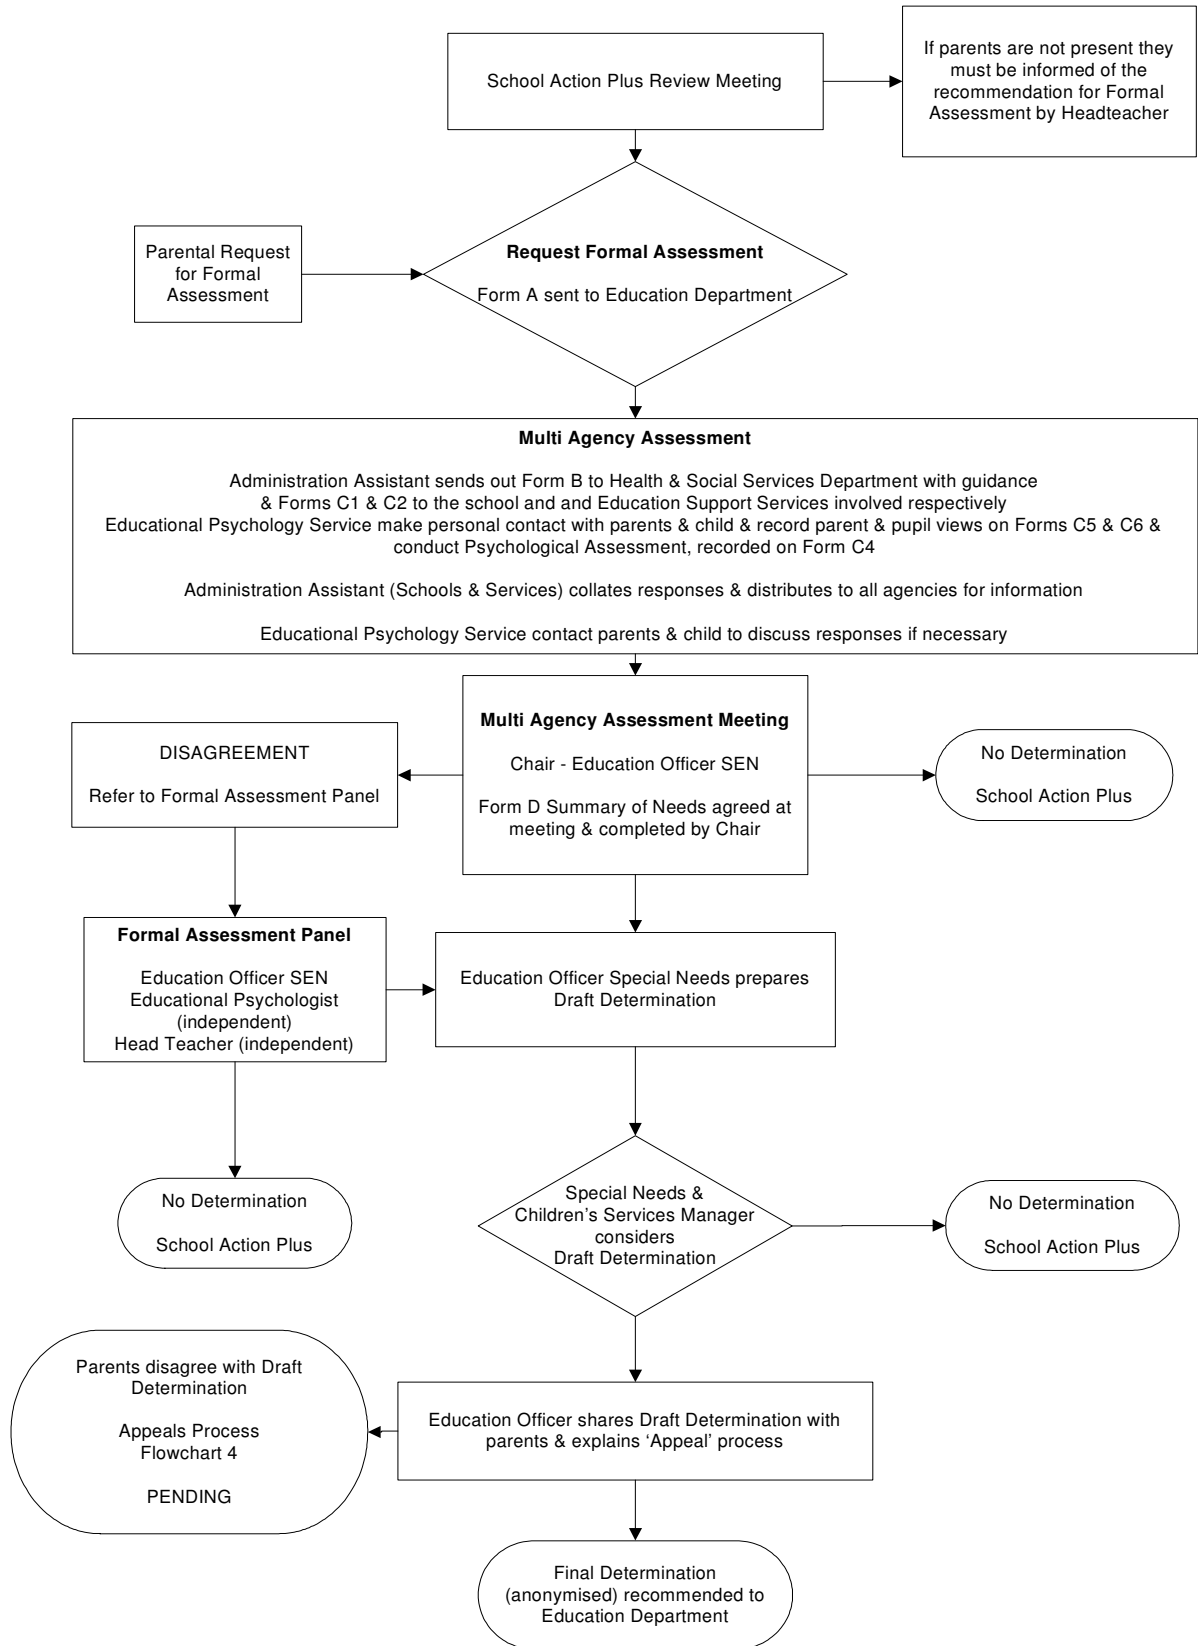 School Action Plus Review Meeting
If parents are not present they
must be informed of the
recommendation for Formal
Assessment by Headteacher
Parental Request
for Formal
Assessment
Request Formal Assessment
Form A sent to Education Department
Multi Agency Assessment
Administration Assistant sends out Form B to Health & Social Services Department with guidance
& Forms C1 & C2 to the school and and Education Support Services involved respectively
Educational Psychology Service make personal contact with parents & child & record parent & pupil views on Forms C5 & C6 &
conduct Psychological Assessment, recorded on Form C4
Administration Assistant (Schools & Services) collates responses & distributes to all agencies for information
Educational Psychology Service contact parents & child to discuss responses if necessary
DISAGREEMENT
Refer to Formal Assessment Panel
Multi Agency Assessment Meeting
Chair - Education Officer SEN
Form D Summary of Needs agreed at
meeting & completed by Chair
No Determination
School Action Plus
Formal Assessment Panel
Education Officer SEN
Educational Psychologist
(independent)
Head Teacher (independent)
Education Officer Special Needs prepares
Draft Determination
No Determination
School Action Plus
Special Needs &
Children’s Services Manager
considers
Draft Determination
No Determination
School Action Plus
Parents disagree with Draft
Determination
Appeals Process
Flowchart 4
PENDING
Education Officer shares Draft Determination with
parents & explains ‘Appeal’ process
Final Determination
(anonymised) recommended to
Education Department